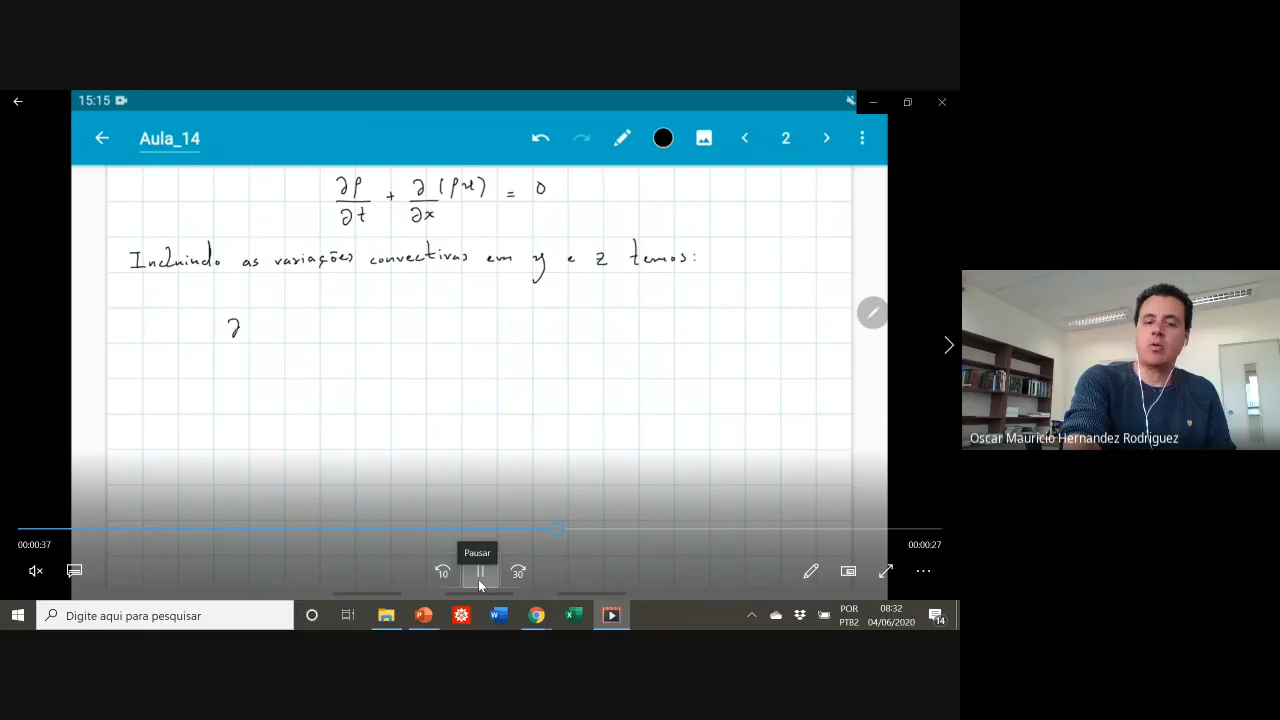 15:15
Aula_14
2
∂ρ/∂t + ∂/∂x (ρu) = 0
Incluindo as variações convectivas em y e z temos:
∂
Oscar Mauricio Hernandez Rodriguez
00:00:37
00:00:27
Pausar
10
30
Digite aqui para pesquisar
POR
PTB2
08:32
04/06/2020
14